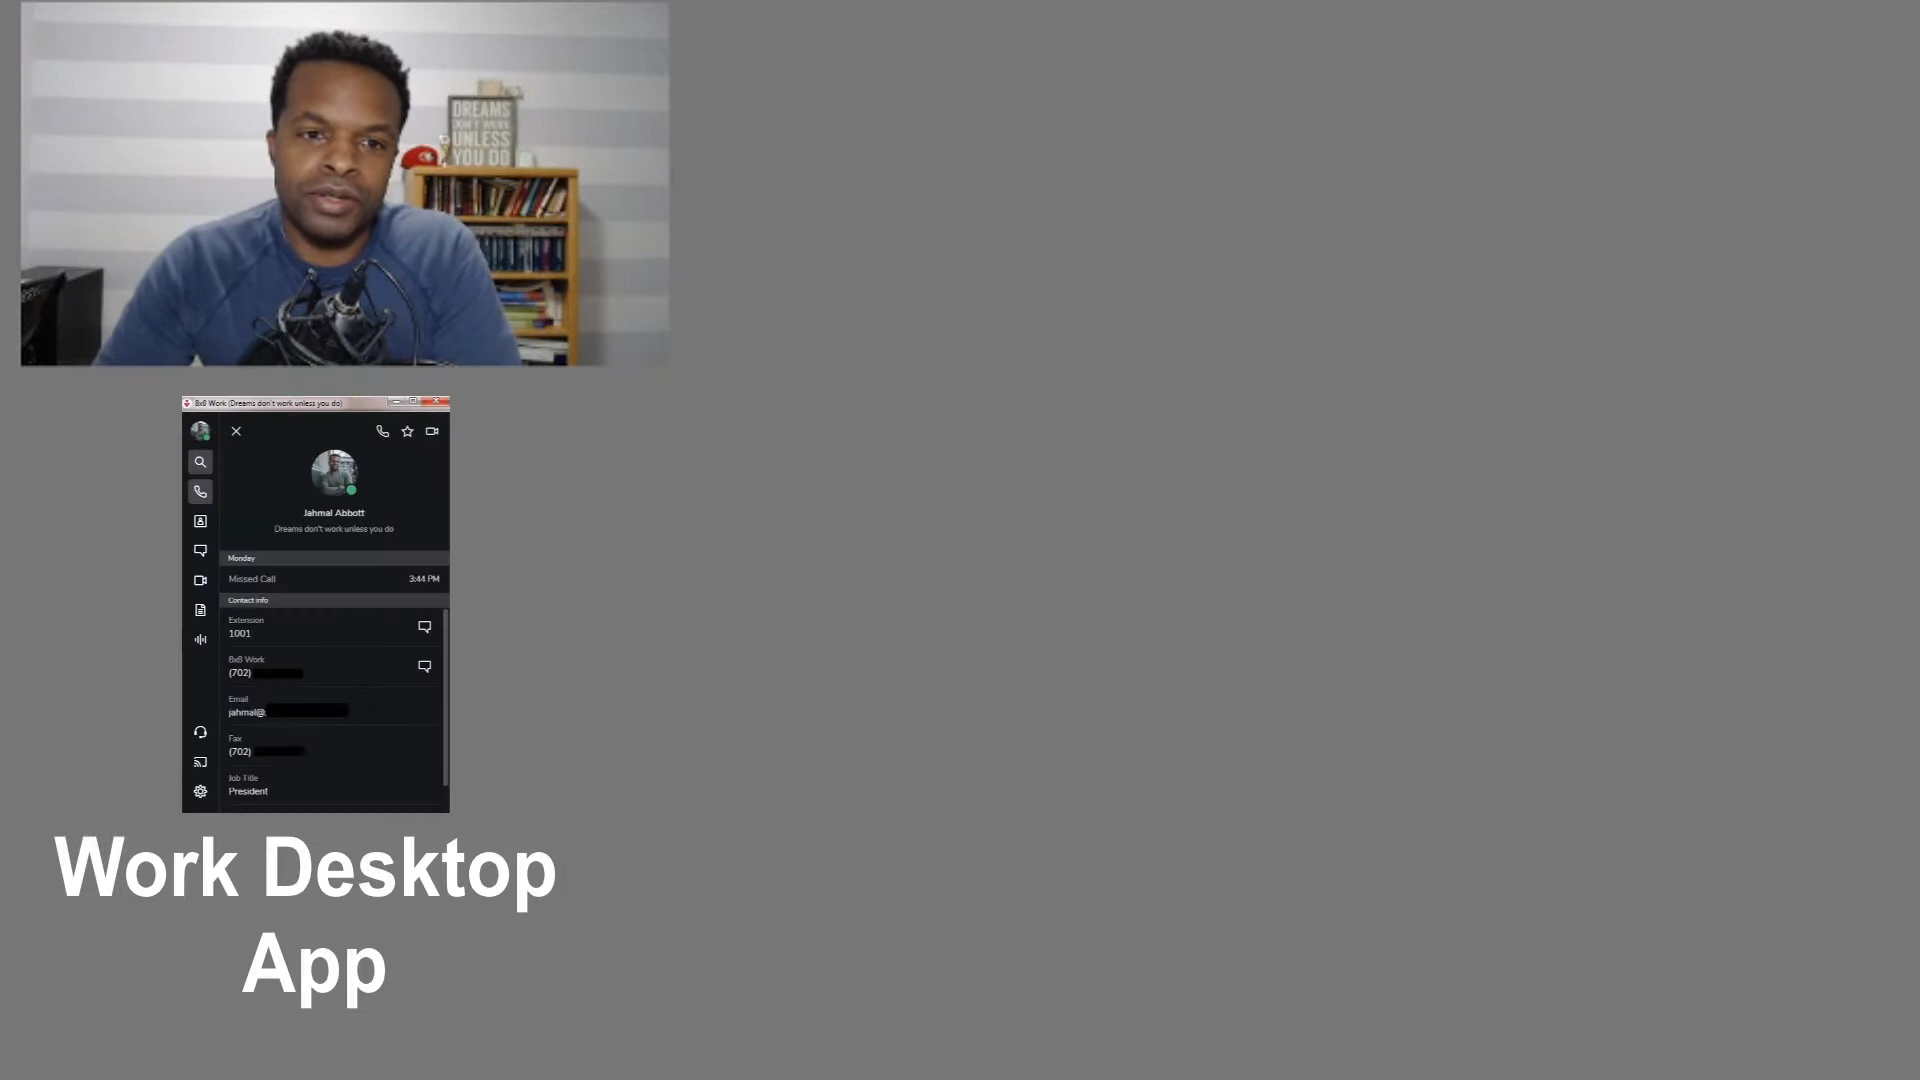 DREAMS
DON'T WORK
UNLESS
YOU DO
8x8 Work (Dreams don't work unless you do)
Jahmal Abbott
Dreams don't work unless you do
Monday
Missed Call 3:44 PM
Contact info
Extension
1001
8x8 Work
(702)
Email
jahmal@
Fax
(702)
Job Title
President
Work Desktop
App